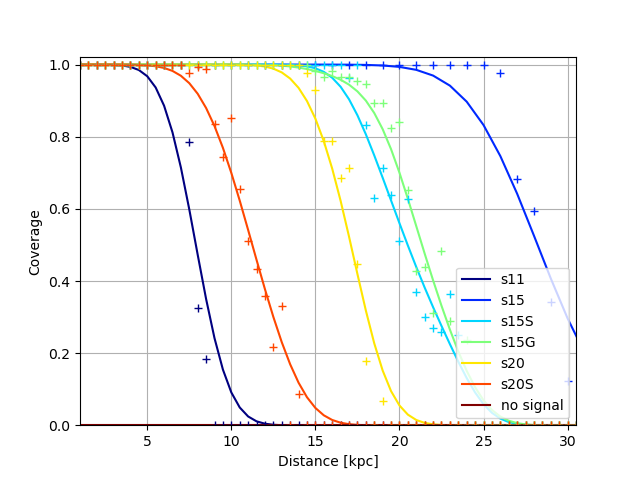 1.0
0.8
0.6
0.4
0.2
0.0
Coverage
5
10
15
20
25
30
Distance [kpc]
s11
s15
s15S
s15G
s20
s20S
no signal